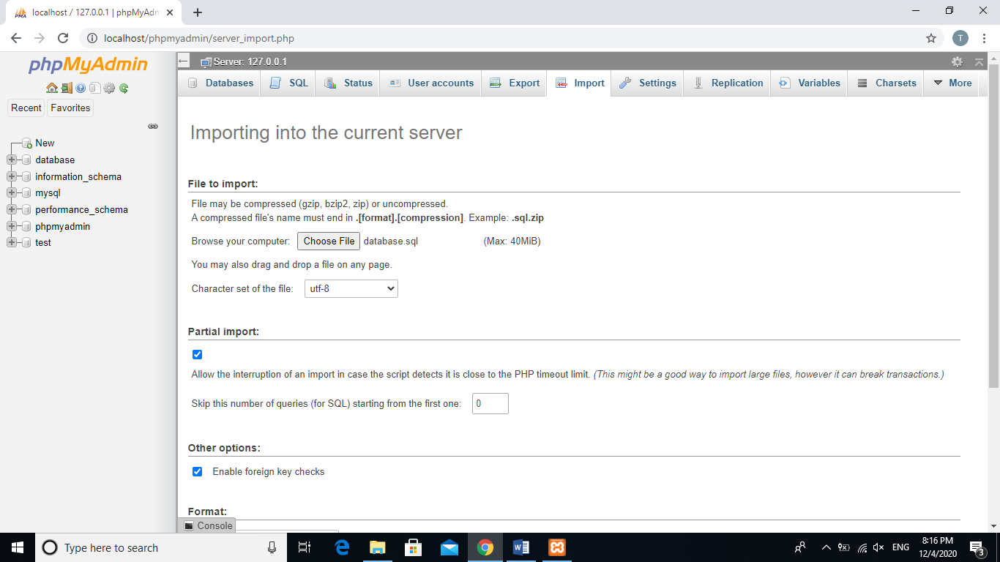 localhost / 127.0.0.1 | phpMyAdm
localhost/phpmyadmin/server_import.php
T
phpMyAdmin
Recent
Favorites
New
database
information_schema
mysql
performance_schema
phpmyadmin
test
Server: 127.0.0.1
Databases
SQL
Status
User accounts
Export
Import
Settings
Replication
Variables
Charsets
More
Importing into the current server
File to import:
File may be compressed (gzip, bzip2, zip) or uncompressed.
A compressed file's name must end in .[format].[compression]. Example: .sql.zip
Browse your computer: Choose File database.sql (Max: 40MiB)
You may also drag and drop a file on any page.
Character set of the file: utf-8
Partial import:
Allow the interruption of an import in case the script detects it is close to the PHP timeout limit. (This might be a good way to import large files, however it can break transactions.)
Skip this number of queries (for SQL) starting from the first one: 0
Other options:
Enable foreign key checks
Format:
Console
Type here to search
ENG
8:16 PM
12/4/2020
3